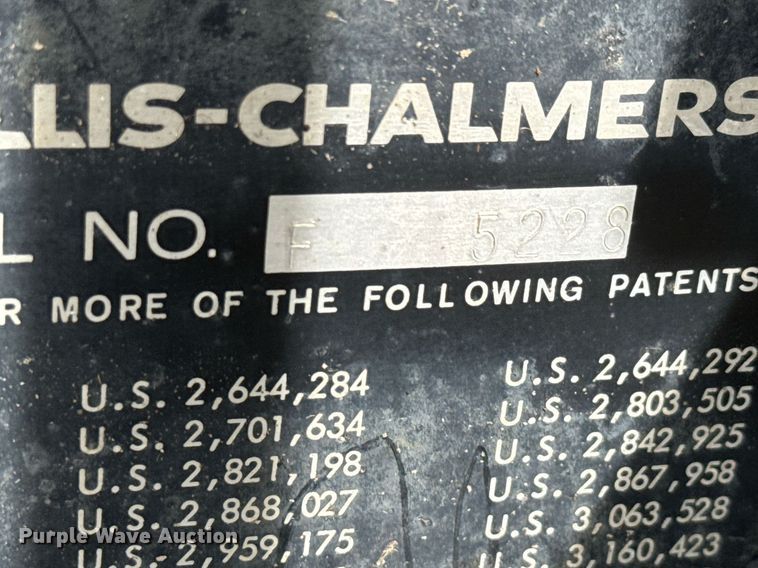 LLIS-CHALMERS
L NO. F 5298
R MORE OF THE FOLLOWING PATENTS
U.S. 2,644,284 U.S. 2,644,292
U.S. 2,701,634 U.S. 2,803,505
U.S. 2,821,198 U.S. 2,842,925
U.S. 2,868,027 U.S. 2,867,958
U.S. 2,959,175 U.S. 3,063,528
U.S. 3,160,423
Purple Wave Auction